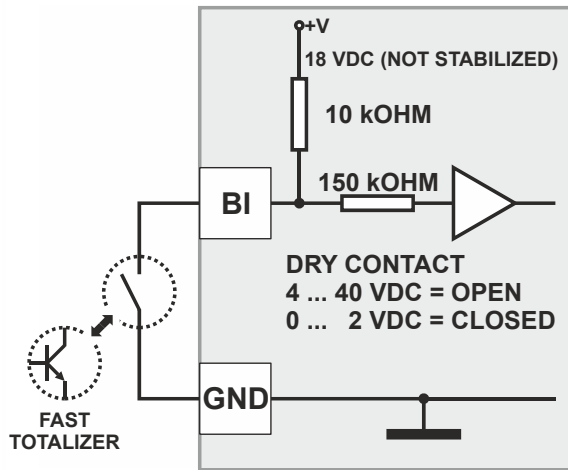 +V
18 VDC (NOT STABILIZED)
10 kOHM
150 kOHM
BI
DRY CONTACT
4 ... 40 VDC = OPEN
0 ... 2 VDC = CLOSED
GND
FAST
TOTALIZER